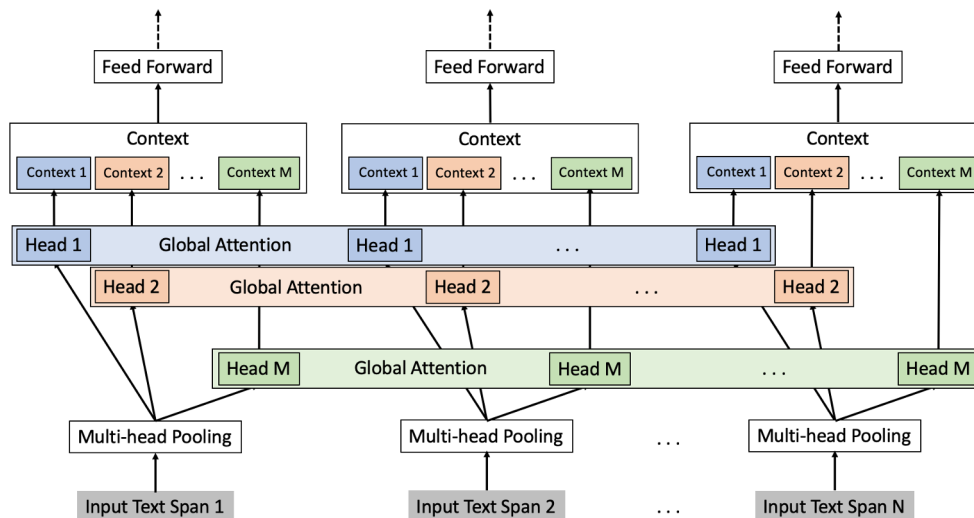 Feed Forward Feed Forward Feed Forward
Context Context Context
Context 1 Context 2 ... Context M Context 1 Context 2 ... Context M Context 1 Context 2 ... Context M
Head 1 Global Attention Head 1 ... Head 1
Head 2 Global Attention Head 2 ... Head 2
Head M Global Attention Head M ... Head M
Multi-head Pooling Multi-head Pooling ... Multi-head Pooling
Input Text Span 1 Input Text Span 2 ... Input Text Span N